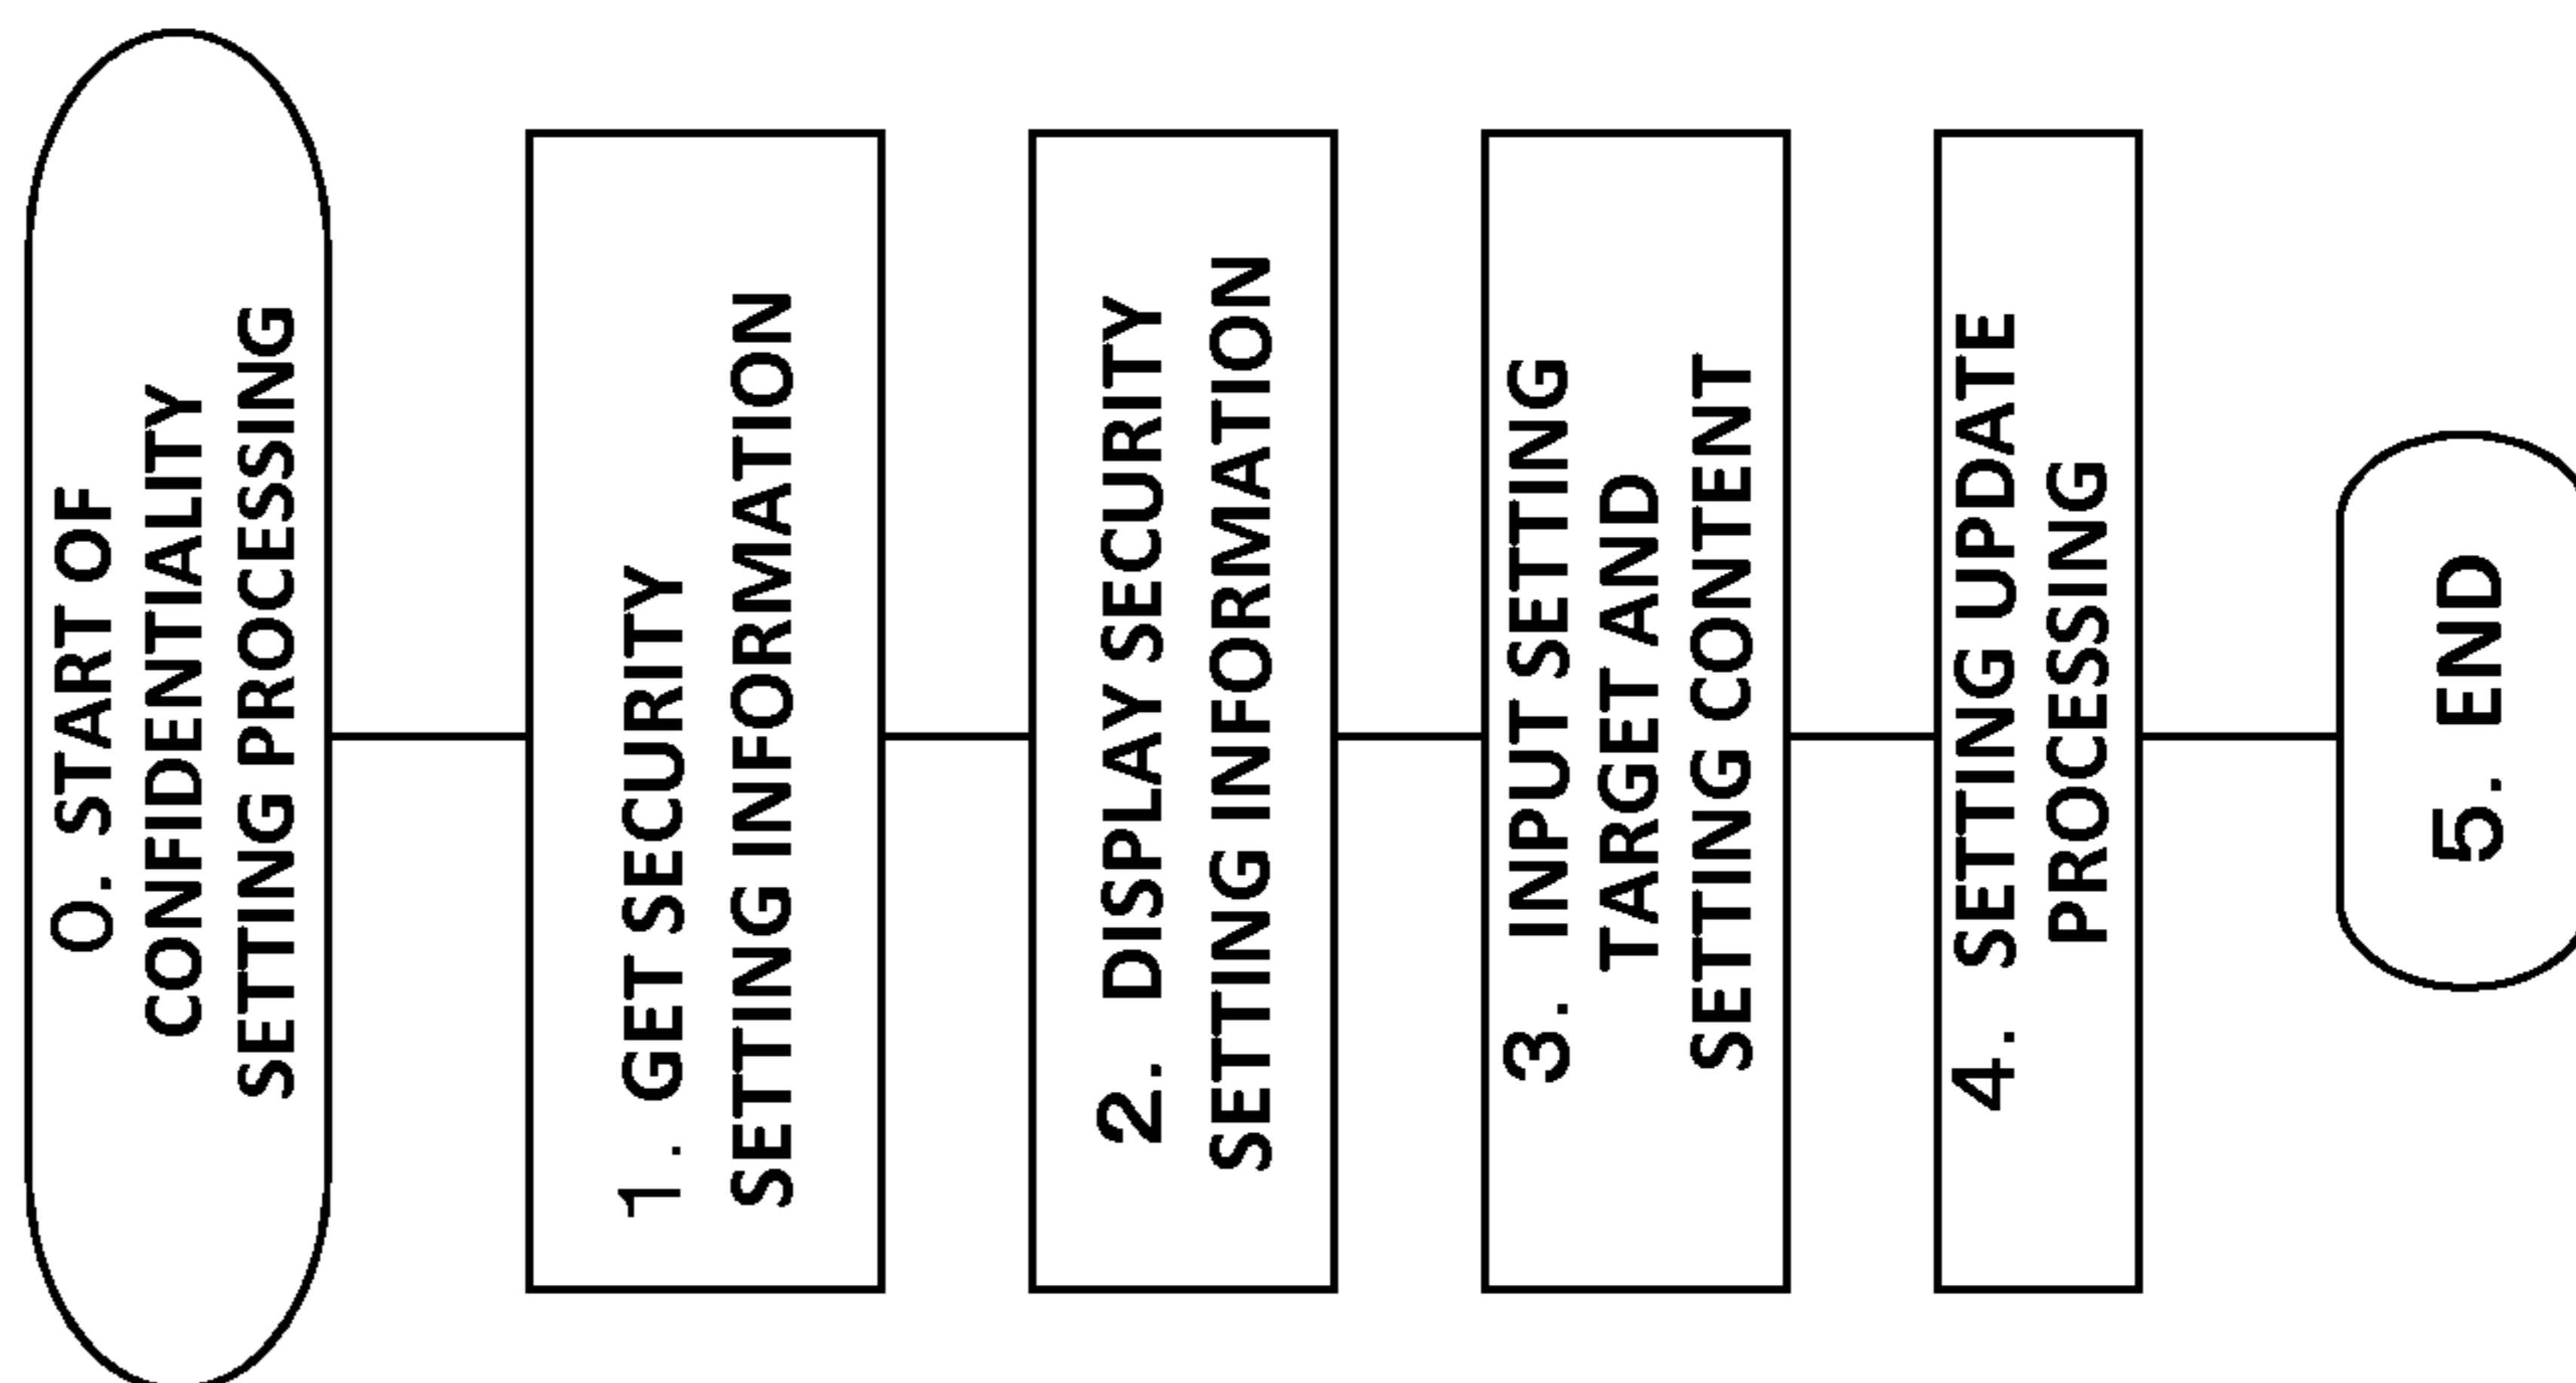 0. START OF
CONFIDENTIALITY
SETTING PROCESSING
1. GET SECURITY
SETTING INFORMATION
2. DISPLAY SECURITY
SETTING INFORMATION
3. INPUT SETTING
TARGET AND
SETTING CONTENT
4. SETTING UPDATE
PROCESSING
5. END